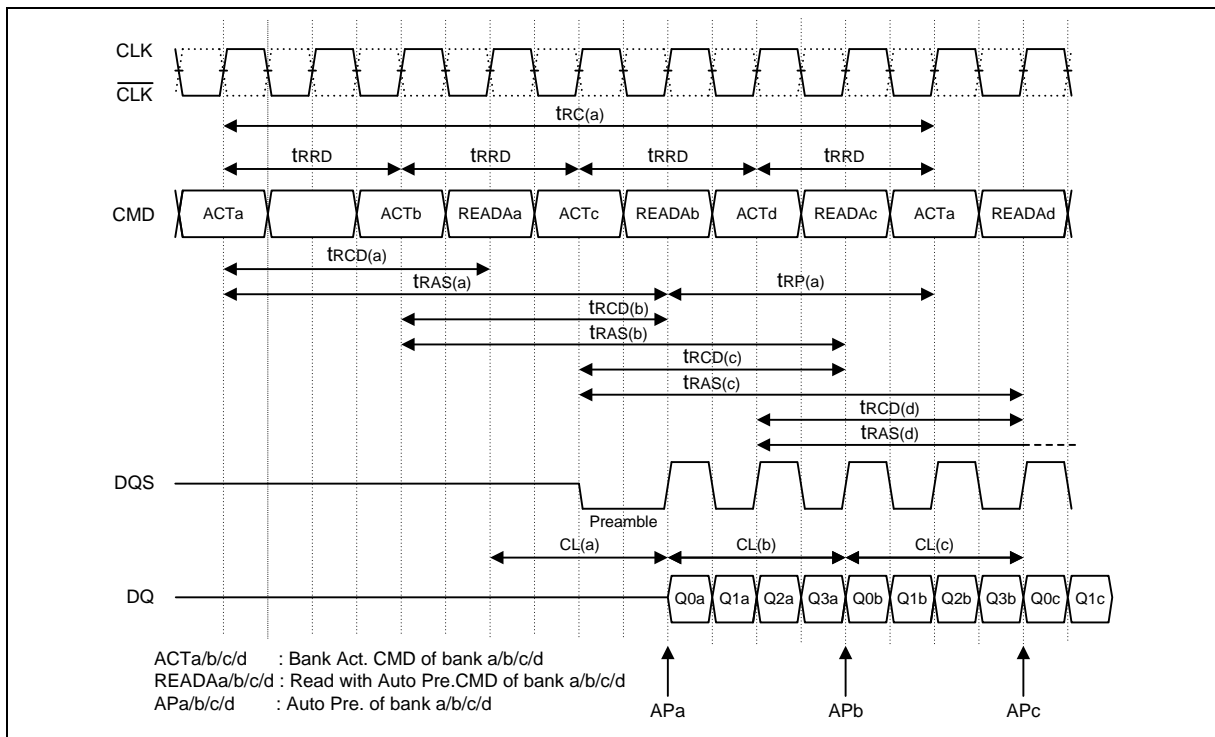 CLK
CLK
tRC(a)
tRRD tRRD tRRD tRRD
CMD ACTa ACTb READAa ACTc READAb ACTd READAc ACTa READAd
tRCD(a)
tRAS(a) tRP(a)
tRCD(b)
tRAS(b)
tRCD(c)
tRAS(c)
tRCD(d)
tRAS(d)
DQS
Preamble
CL(a) CL(b) CL(c)
DQ Q0a Q1a Q2a Q3a Q0b Q1b Q2b Q3b Q0c Q1c
ACTa/b/c/d : Bank Act. CMD of bank a/b/c/d
READAa/b/c/d : Read with Auto Pre.CMD of bank a/b/c/d
APa/b/c/d : Auto Pre. of bank a/b/c/d
APa APb APc